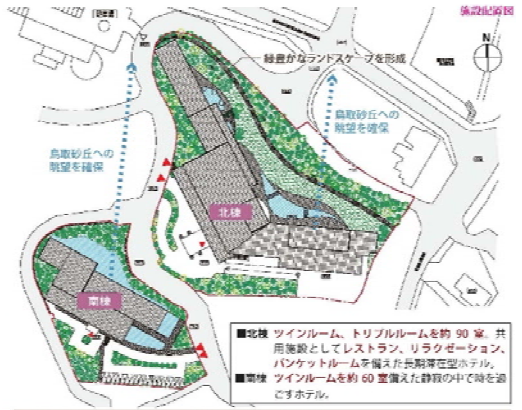 施設配置図
N
緑豊かなランドスケープを形成
鳥取砂丘への
眺望を確保
鳥取砂丘への
眺望を確保
北棟
南棟
■北棟 ツインルーム、トリプルルームを約 90 室、共
用施設としてレストラン、リラクゼーション、
バンケットルームを備えた長期滞在型ホテル。
■南棟 ツインルームを約 60 室備えた静寂の中で時を過
ごすホテル。